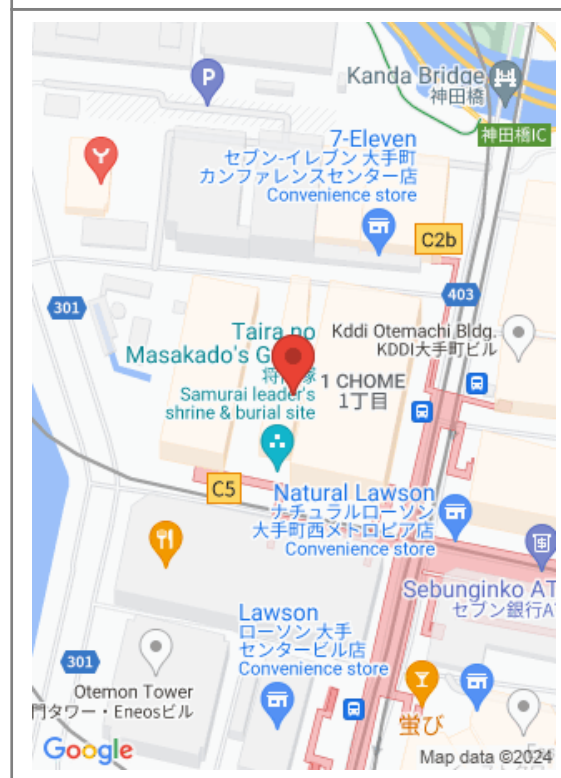 Kanda Bridge
神田橋
P
神田橋IC
7-Eleven
セブン-イレブン 大手町
カンファレンスセンター店
Convenience store
C2b
301
403
Taira no
Masakado's G
将
塚
Samurai leader's
shrine & burial site
Kddi Otemachi Bldg.
KDDI大手町ビル
1 CHOME
1丁目
C5
Natural Lawson
ナチュラルローソン
大手町西メトロピア店
Convenience store
Sebunginko AT
セブン銀行A
Lawson
ローソン 大手
センタービル店
Convenience store
301
Otemon Tower
門タワー・Eneosビル
蛍び
Google
Map data ©2024